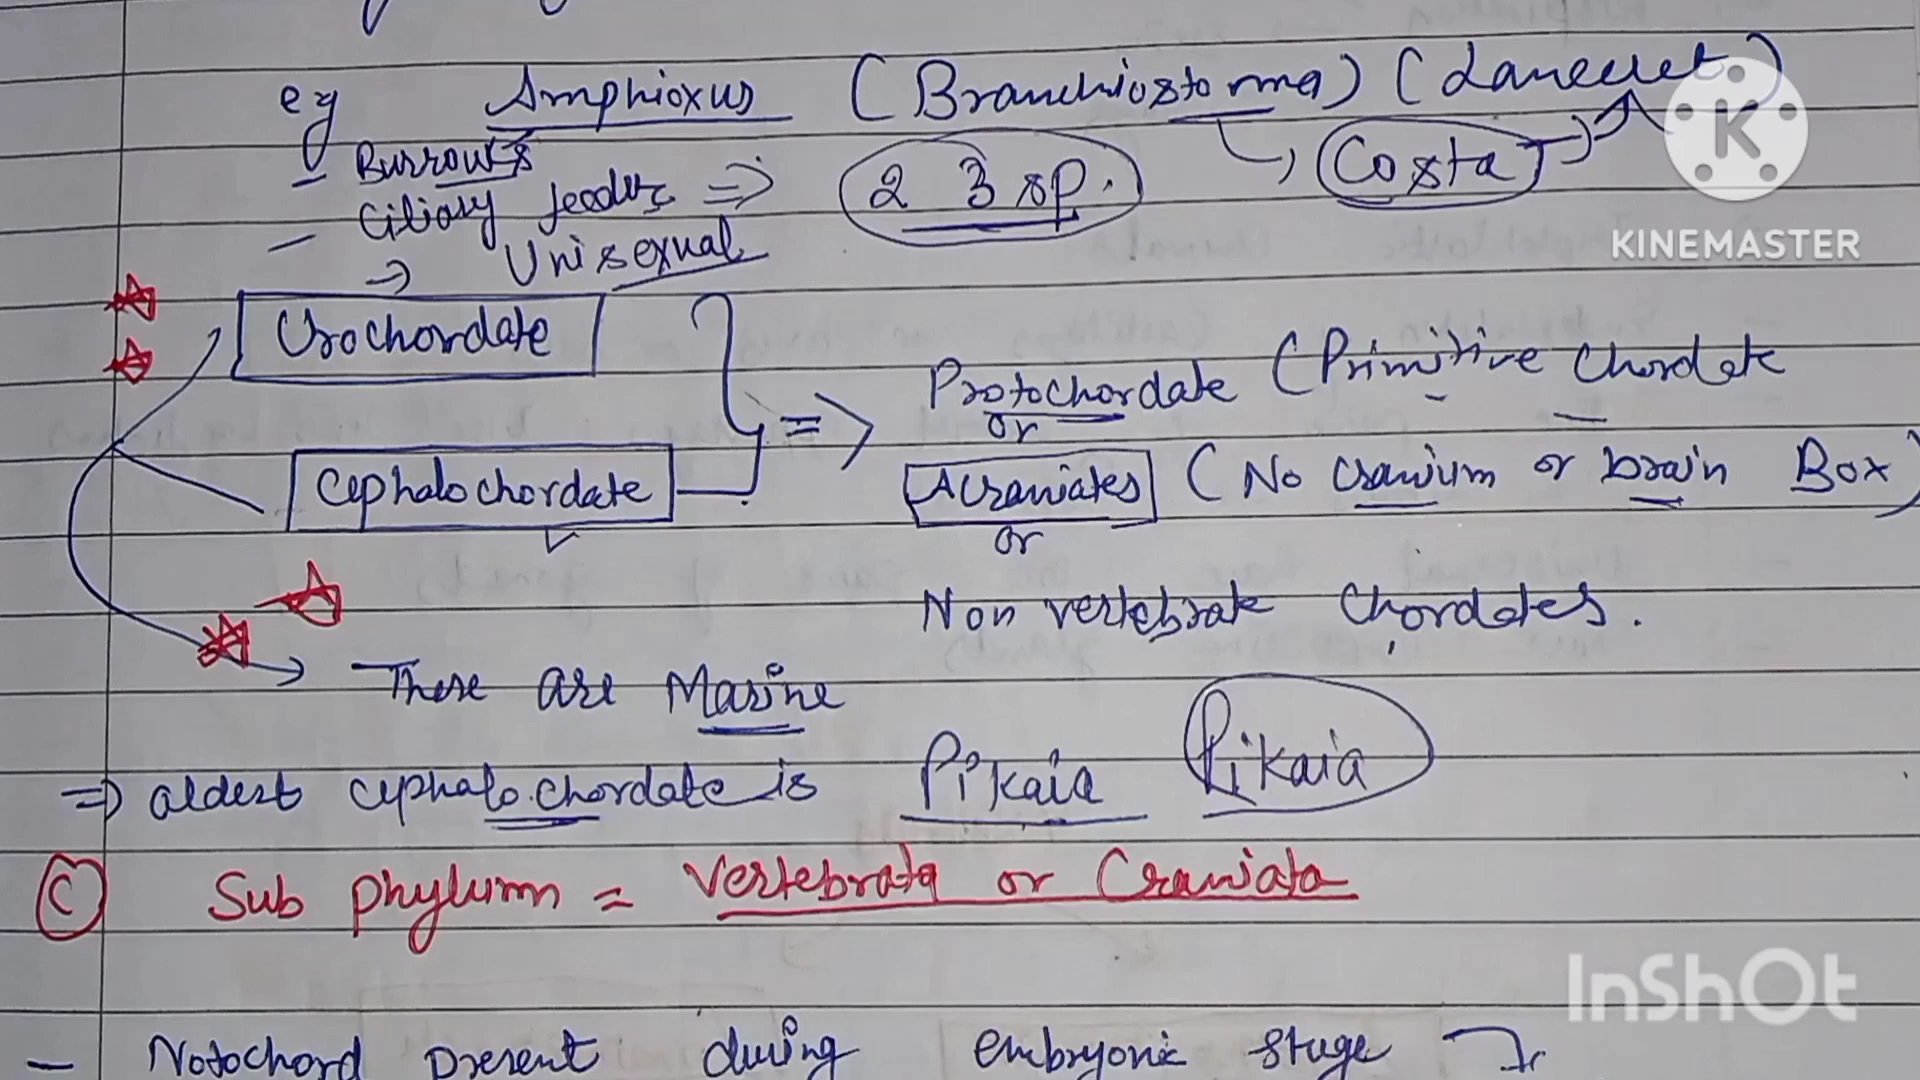 eg Amphioxus (Branchiostoma) (Lancelet)
- Burrows 2 3 sp. Costa
Ciliary feeders
- Unisexual
Urochordate
Protochordate (Primitive Chordate
or
Cephalochordate
Acraniates (No cranium or brain Box)
or
Non vertebrate Chordates.
These are Marine
oldest cephalochordate is Pikaia Pikaia
C Sub phylum = Vertebrata or Craniata
- Notochord present during embryonic stage
KINEMASTER
InShOt